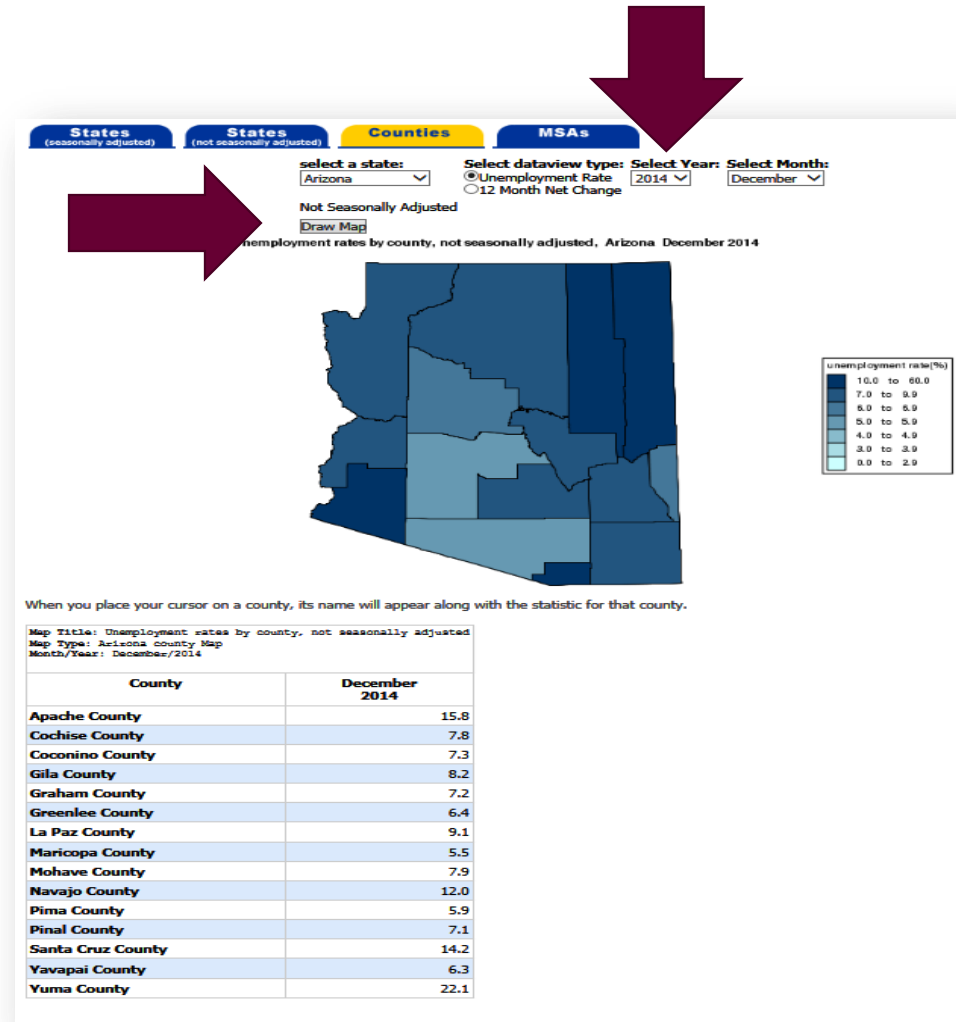 States States Counties MSAs
(seasonally adjusted) (not seasonally adjusted)
select a state: Select dataview type: Select Year: Select Month:
Arizona Unemployment Rate 2014 December
12 Month Net Change
Not Seasonally Adjusted
Draw Map
nemployment rates by county, not seasonally adjusted, Arizona December 2014
unemployment rate(%)
10.0 to 60.0
7.0 to 9.9
6.0 to 6.9
5.0 to 5.9
4.0 to 4.9
3.0 to 3.9
0.0 to 2.9
When you place your cursor on a county, its name will appear along with the statistic for that county.
Map Title: Unemployment rates by county, not seasonally adjusted
Map Type: Arizona county Map
Month/Year: December/2014
County December
2014
Apache County 15.8
Cochise County 7.8
Coconino County 7.3
Gila County 8.2
Graham County 7.2
Greenlee County 6.4
La Paz County 9.1
Maricopa County 5.5
Mohave County 7.9
Navajo County 12.0
Pima County 5.9
Pinal County 7.1
Santa Cruz County 14.2
Yavapai County 6.3
Yuma County 22.1